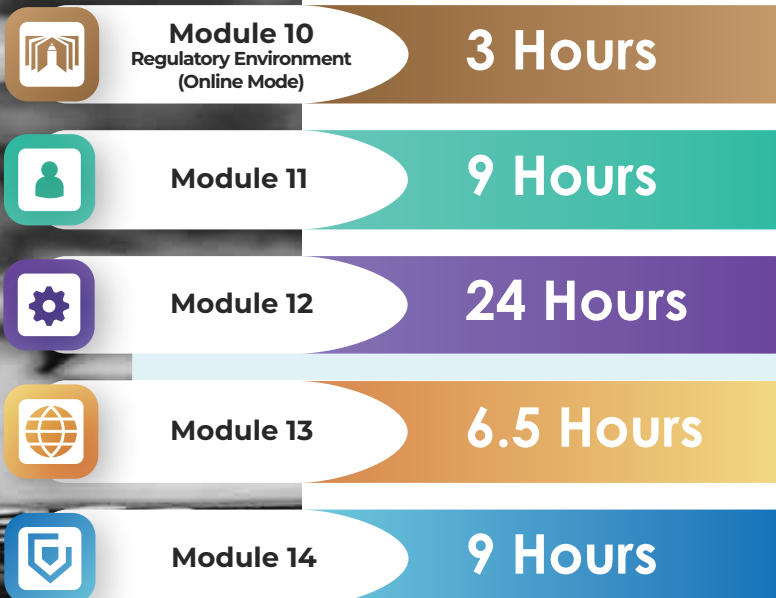 Module 10
Regulatory Environment
(Online Mode)
3 Hours
Module 11
9 Hours
Module 12
24 Hours
Module 13
6.5 Hours
Module 14
9 Hours